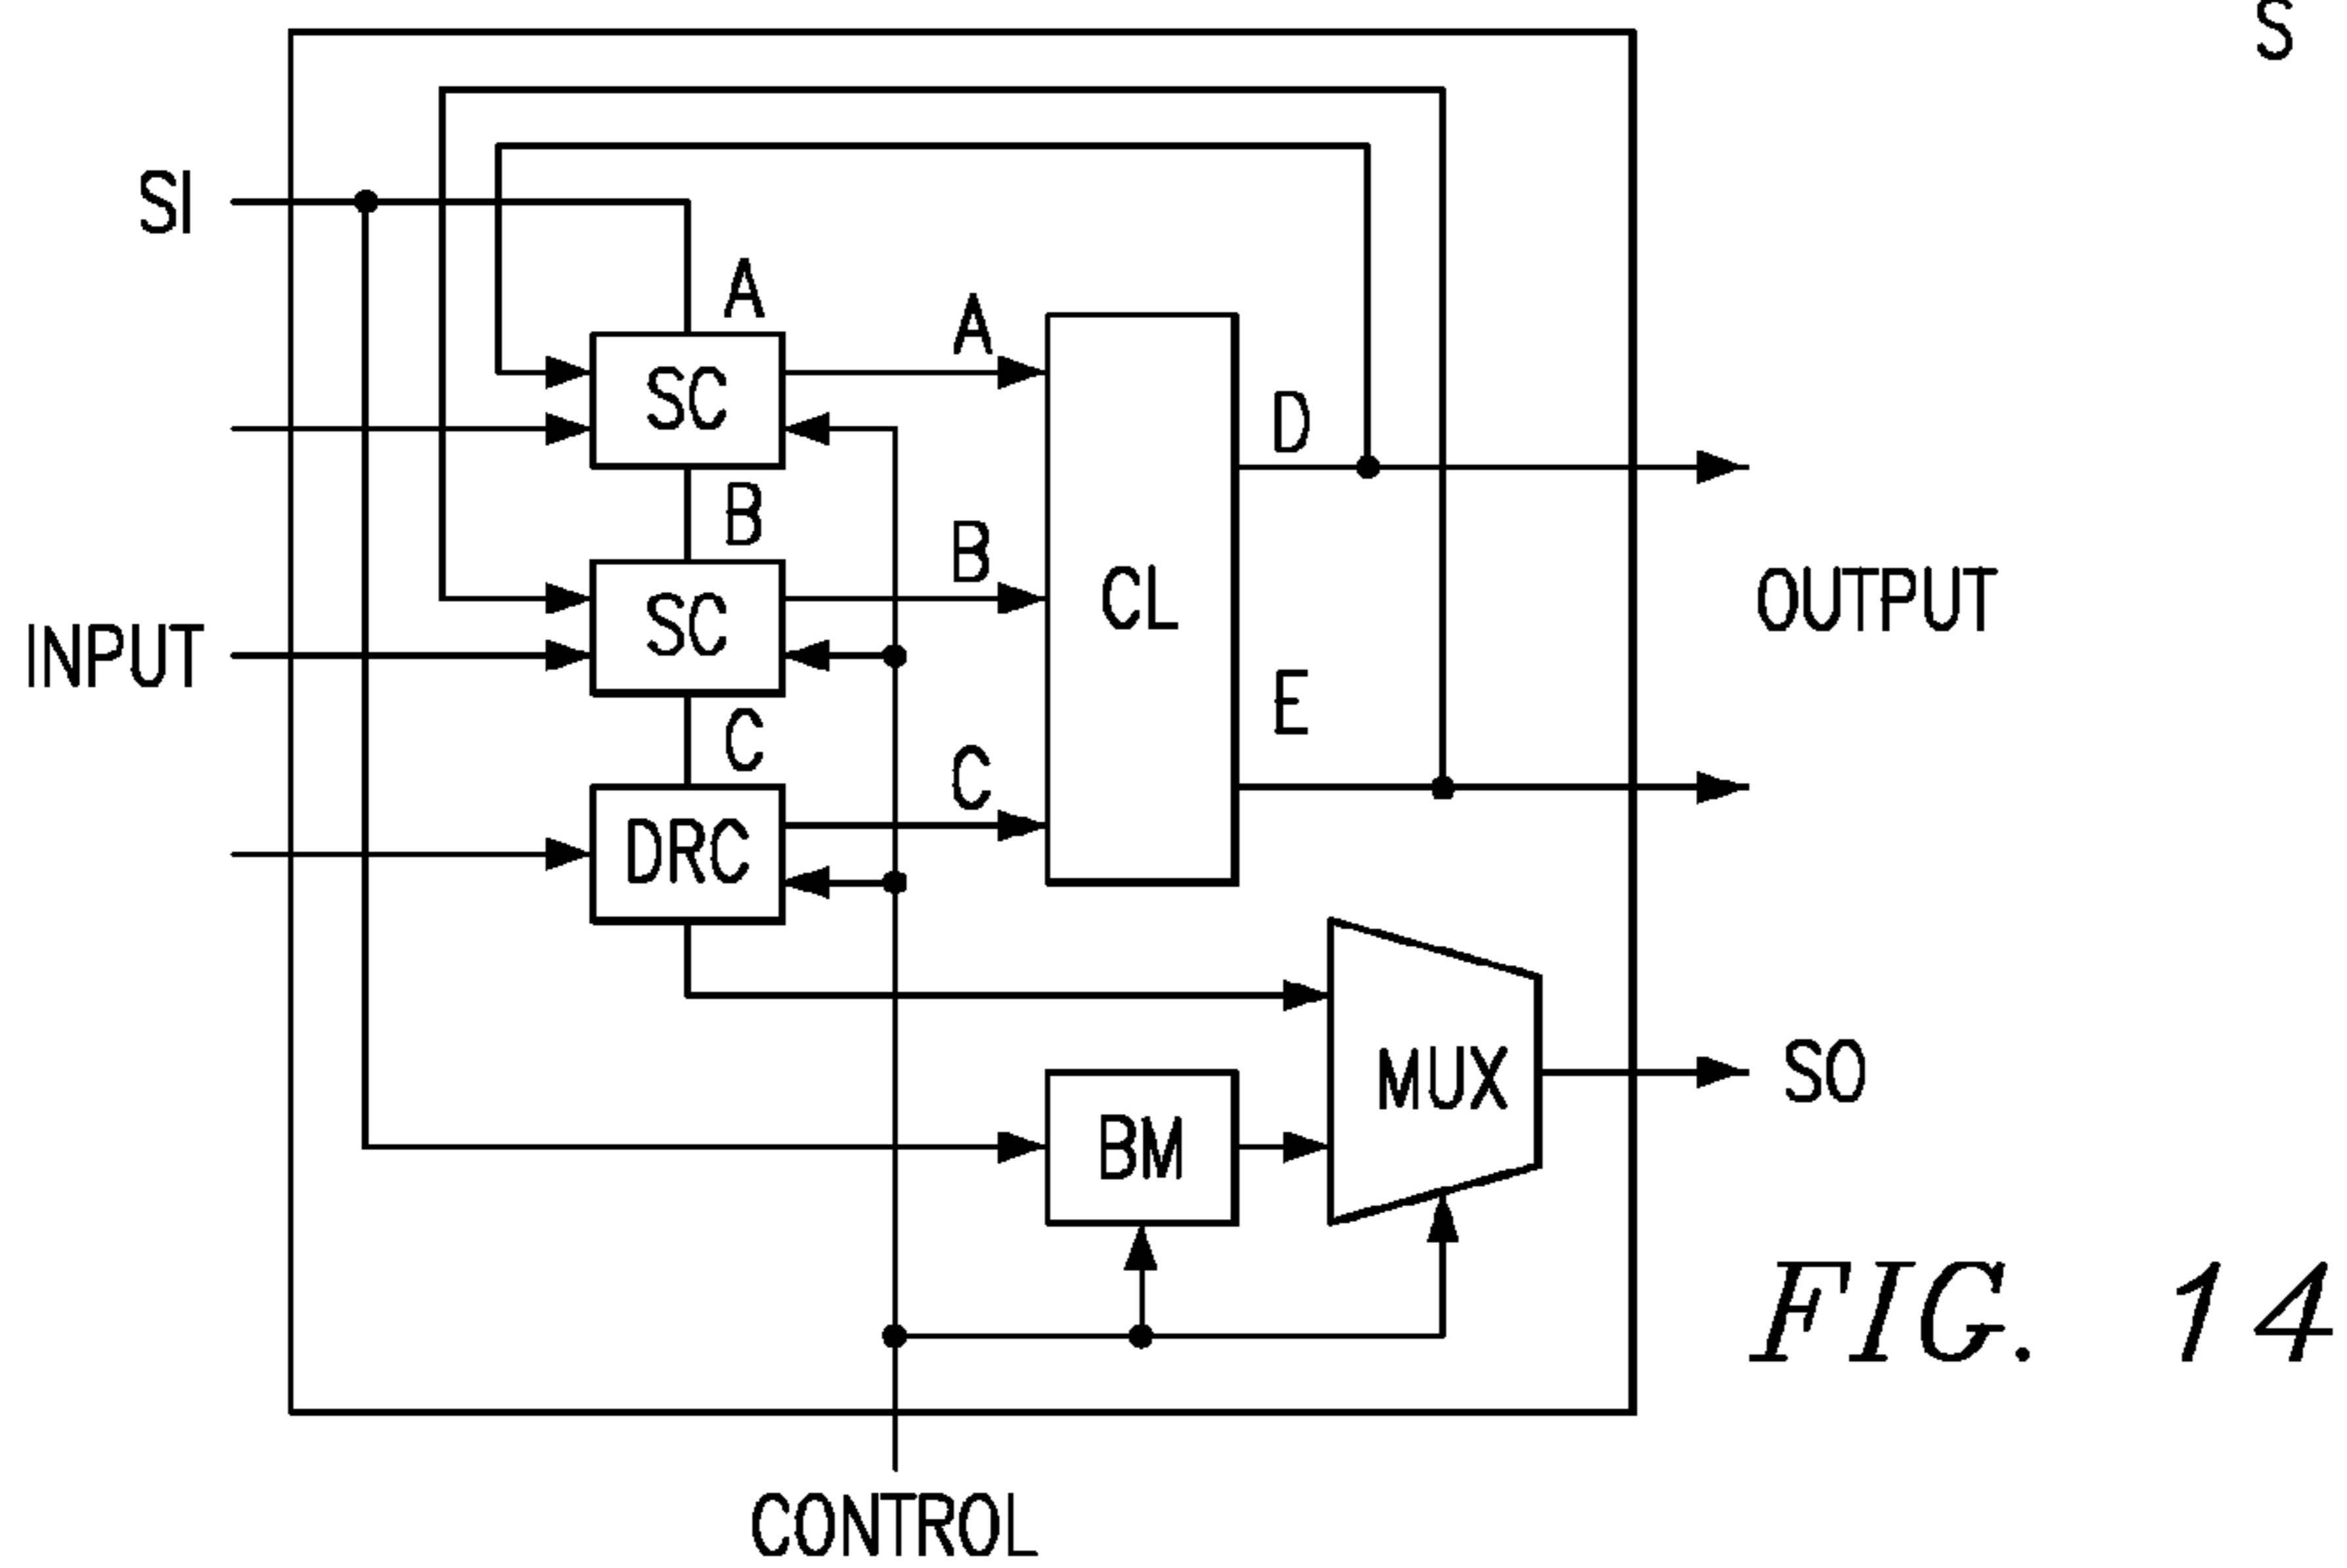 S
SI
A
A
SC
D
B
B
SC
CL
OUTPUT
INPUT
E
C
C
DRC
MUX
SO
BM
FIG. 14
CONTROL